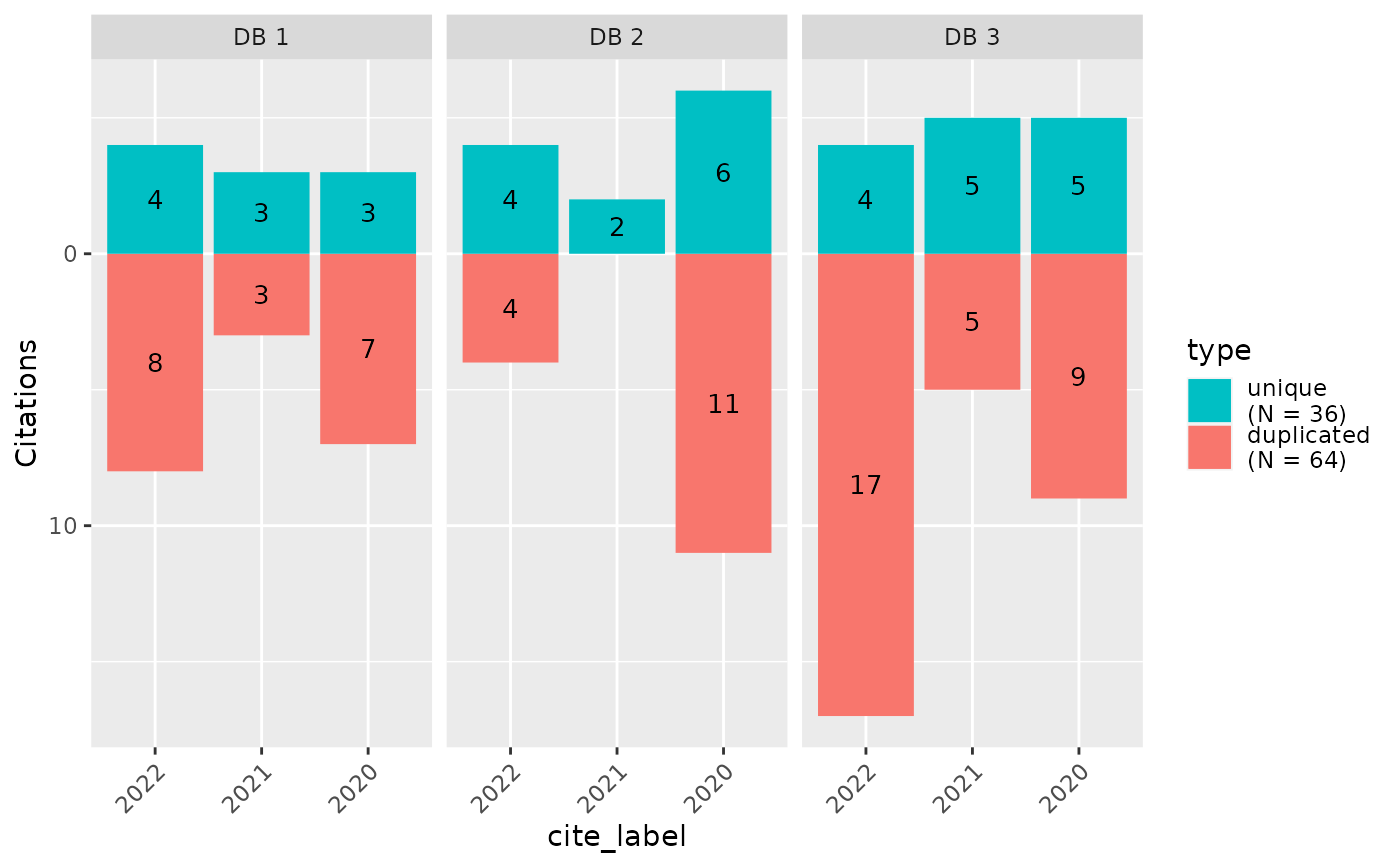 DB 1 DB 2 DB 3
6
4 3 3 4 2 4 5 5
0
8 3 7 4 11 17 5 9
10
Citations
2022 2021 2020 2022 2021 2020 2022 2021 2020
cite_label
type
unique
(N = 36)
duplicated
(N = 64)